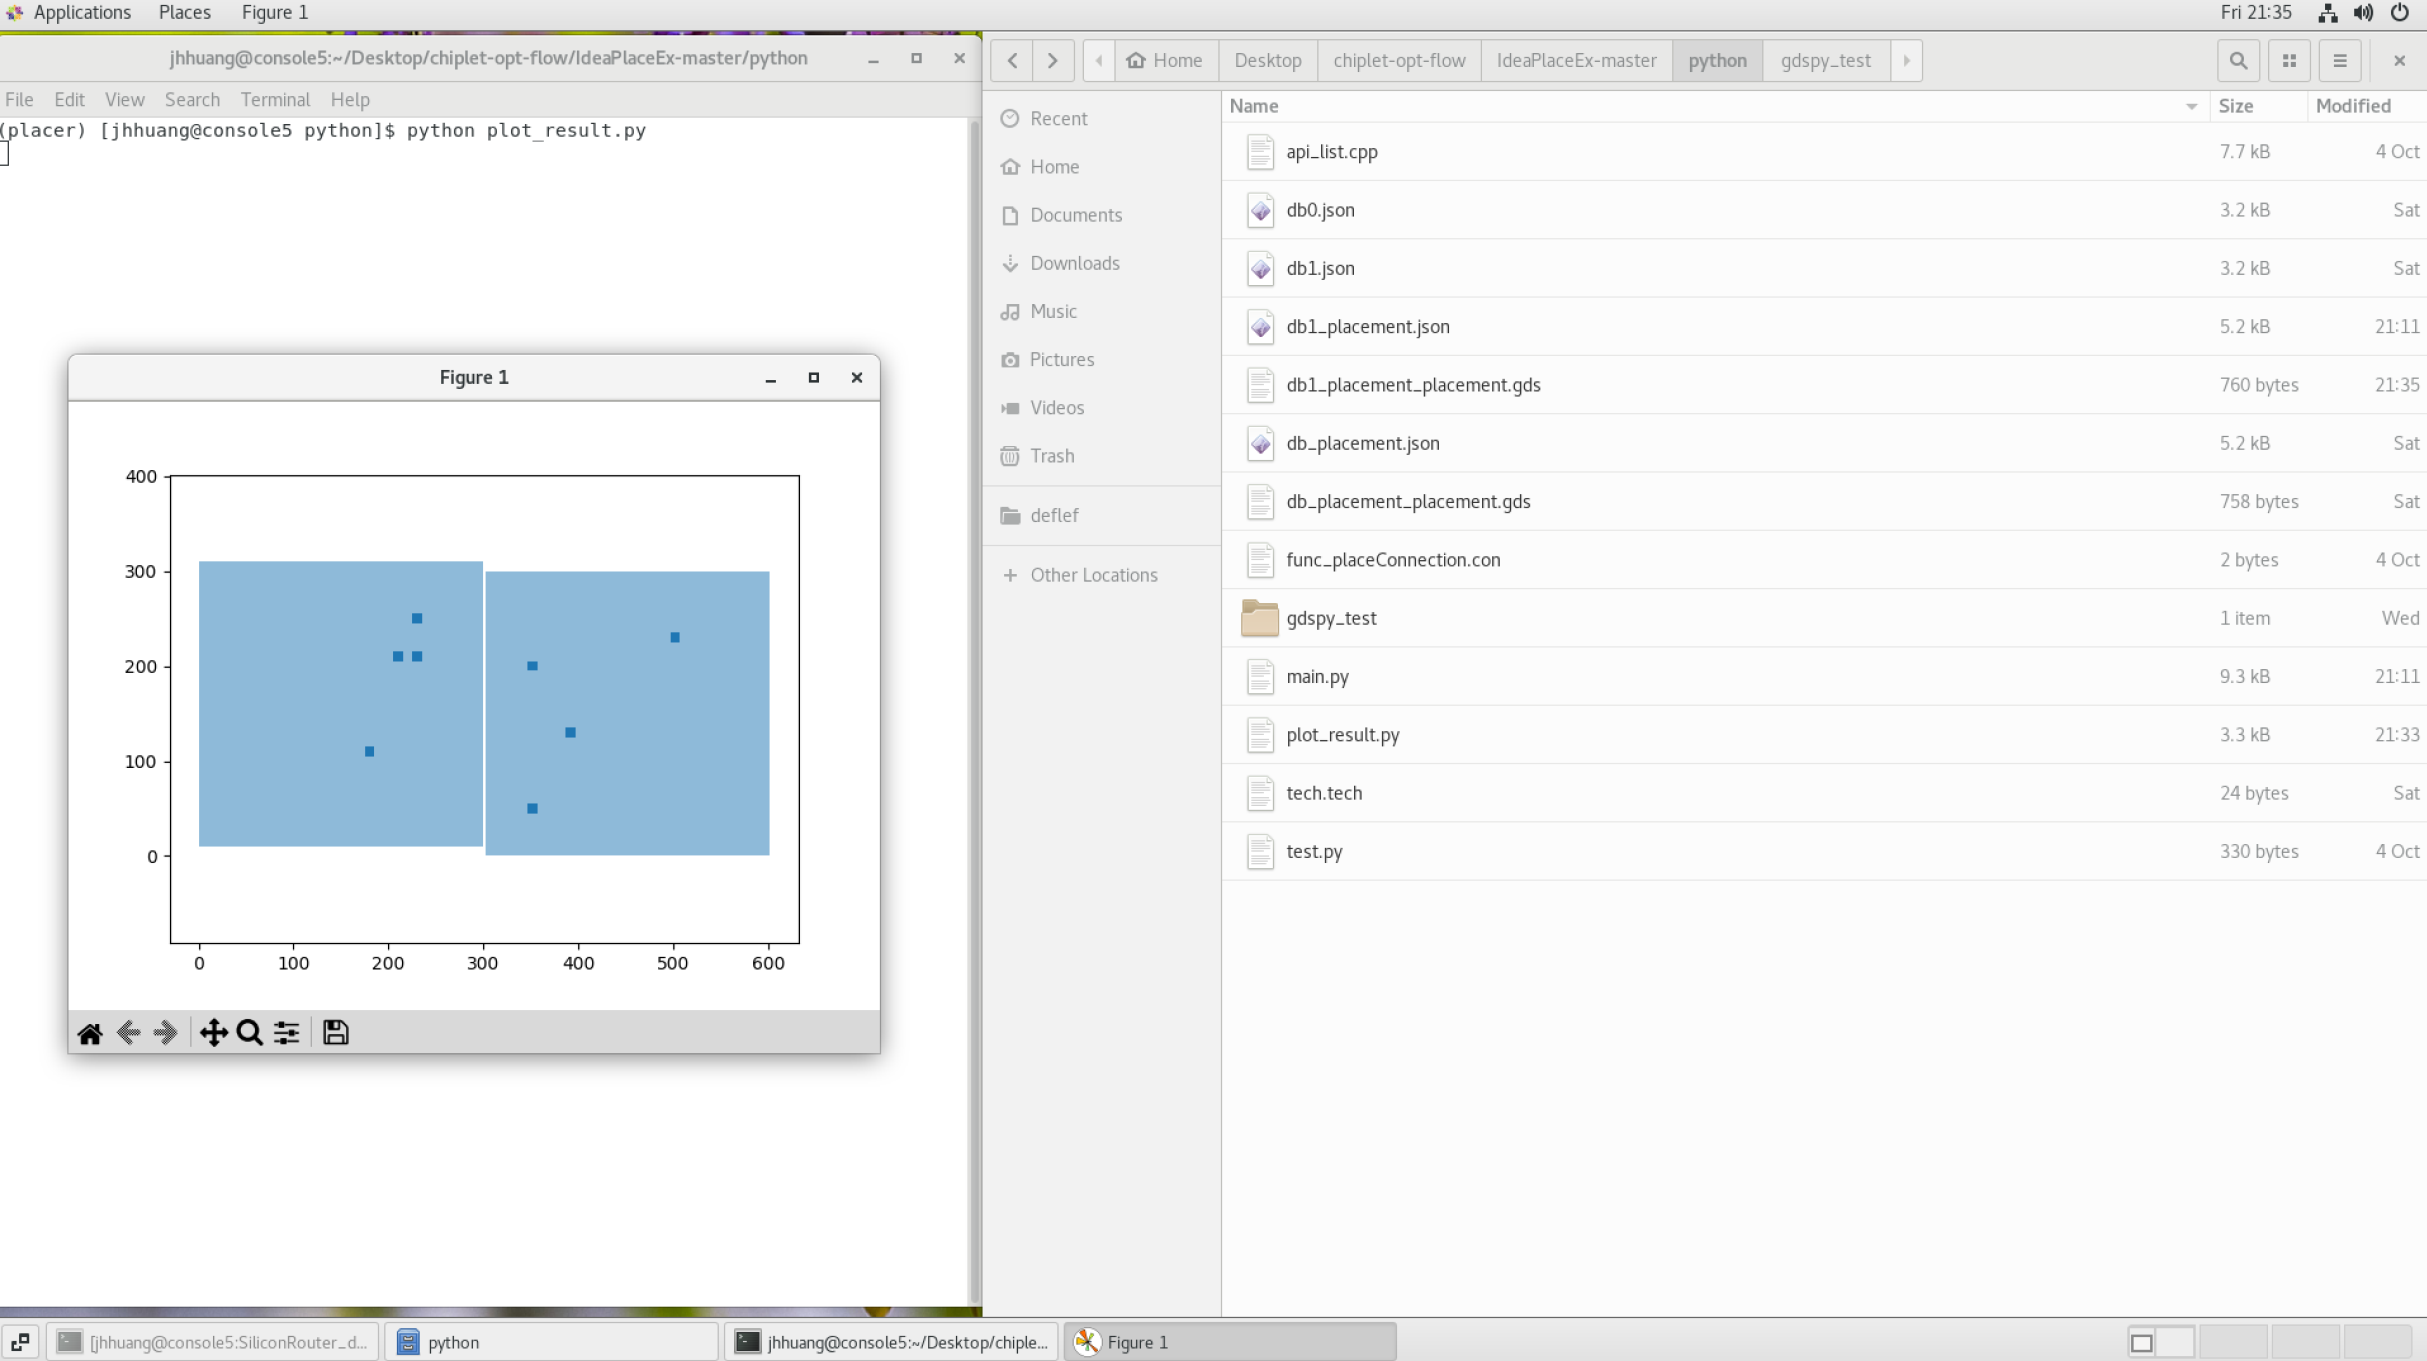 Applications Places Figure 1 Fri 21:35
jhhuang@console5:~/Desktop/chiplet-opt-flow/IdeaPlaceEx-master/python
File Edit View Search Terminal Help
(placer) [jhhuang@console5 python]$ python plot_result.py
Figure 1
400
300
200
100
0
0 100 200 300 400 500 600
Home Desktop chiplet-opt-flow IdeaPlaceEx-master python gdspy_test
Recent
Home
Documents
Downloads
Music
Pictures
Videos
Trash
deflef
Other Locations
Name Size Modified
api_list.cpp 7.7 kB 4 Oct
db0.json 3.2 kB Sat
db1.json 3.2 kB Sat
db1_placement.json 5.2 kB 21:11
db1_placement_placement.gds 760 bytes 21:35
db_placement.json 5.2 kB Sat
db_placement_placement.gds 758 bytes Sat
func_placeConnection.con 2 bytes 4 Oct
gdspy_test 1 item Wed
main.py 9.3 kB 21:11
plot_result.py 3.3 kB 21:33
tech.tech 24 bytes Sat
test.py 330 bytes 4 Oct
[jhhuang@console5:SiliconRouter_d... python jhhuang@console5:~/Desktop/chiple... Figure 1